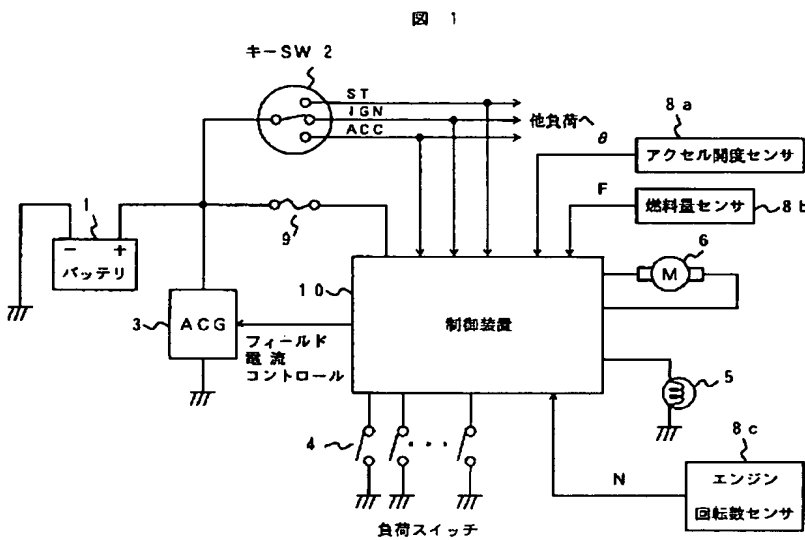 図 1
キーSW 2
ST
IGN
ACC
他負荷へ
8a
θ
アクセル開度センサ
F
燃料量センサ
8b
1
9
- +
バッテリ
6
M
10
制御装置
3
ACG
フィールド
電流
コントロール
5
4
負荷スイッチ
8c
N
エンジン
回転数センサ